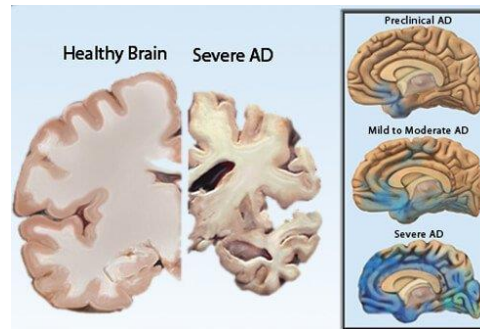 Healthy Brain
Severe AD
Preclinical AD
Mild to Moderate AD
Severe AD